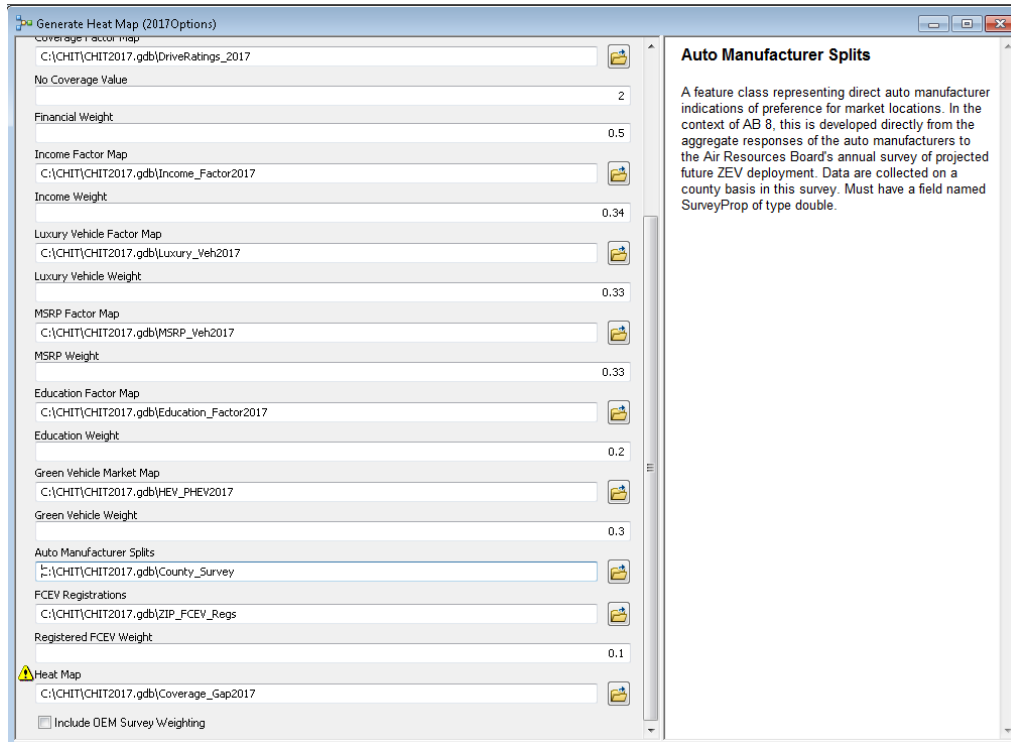 Generate Heat Map (2017Options)
Coverage Factor Map
C:\CHIT\CHIT2017.gdb\DriveRatings_2017
No Coverage Value
2
Financial Weight
0.5
Income Factor Map
C:\CHIT\CHIT2017.gdb\Income_Factor2017
Income Weight
0.34
Luxury Vehicle Factor Map
C:\CHIT\CHIT2017.gdb\Luxury_Veh2017
Luxury Vehicle Weight
0.33
MSRP Factor Map
C:\CHIT\CHIT2017.gdb\MSRP_Veh2017
MSRP Weight
0.33
Education Factor Map
C:\CHIT\CHIT2017.gdb\Education_Factor2017
Education Weight
0.2
Green Vehicle Market Map
C:\CHIT\CHIT2017.gdb\HEV_PHEV2017
Green Vehicle Weight
0.3
Auto Manufacturer Splits
C:\CHIT\CHIT2017.gdb\County_Survey
FCEV Registrations
C:\CHIT\CHIT2017.gdb\ZIP_FCEV_Regs
Registered FCEV Weight
0.1
Heat Map
C:\CHIT\CHIT2017.gdb\Coverage_Gap2017
Include OEM Survey Weighting
Auto Manufacturer Splits
A feature class representing direct auto manufacturer
indications of preference for market locations. In the
context of AB 8, this is developed directly from the
aggregate responses of the auto manufacturers to
the Air Resources Board's annual survey of projected
future ZEV deployment. Data are collected on a
county basis in this survey. Must have a field named
SurveyProp of type double.